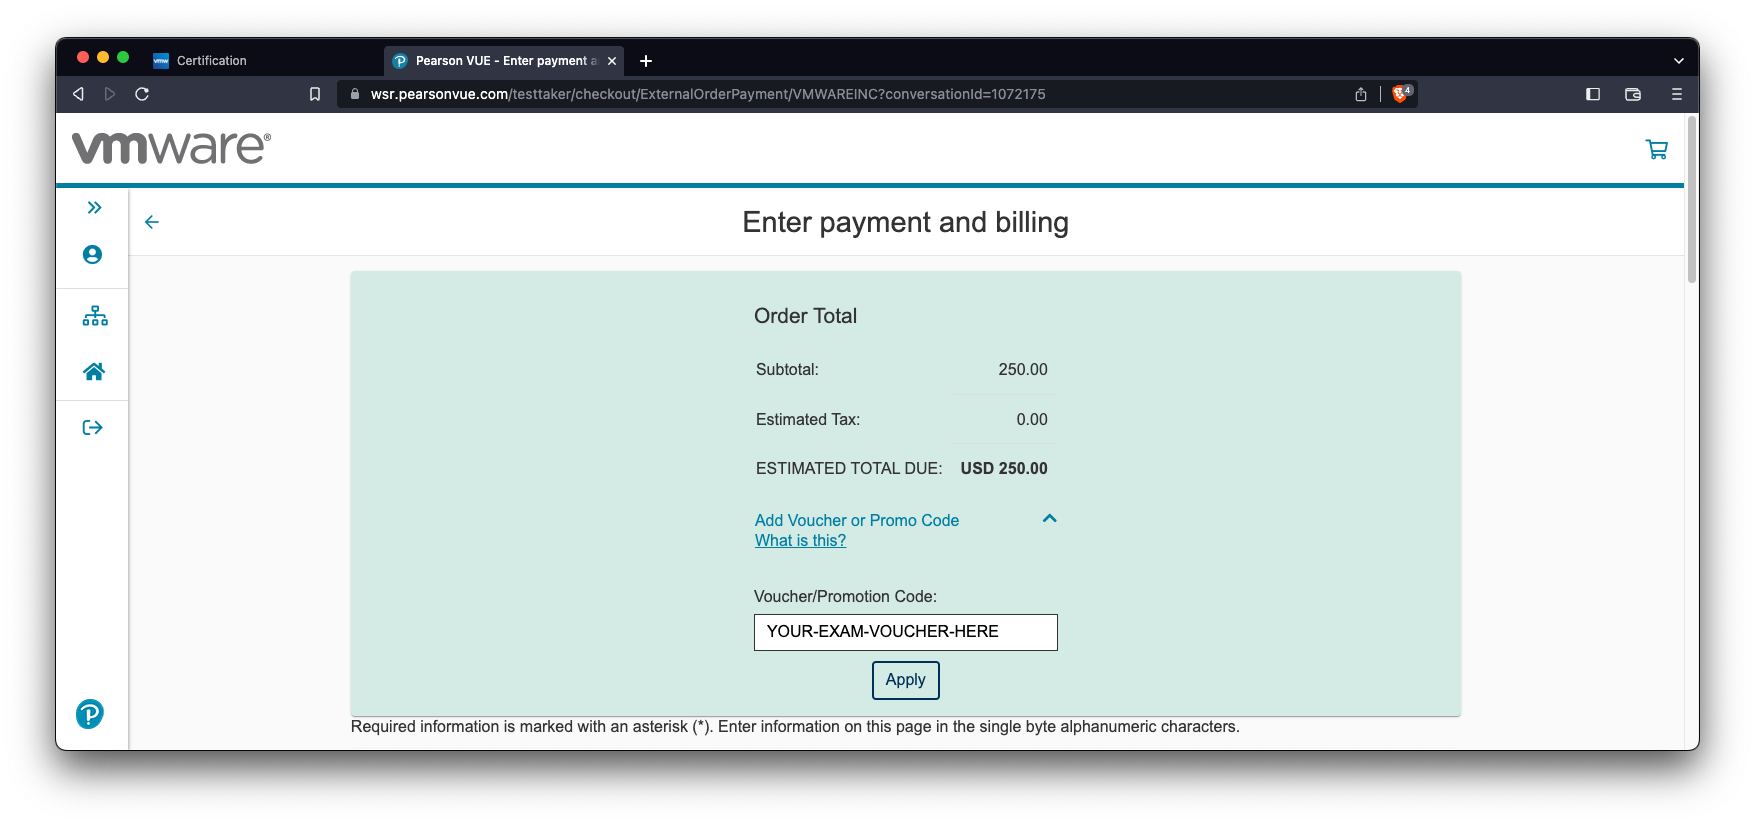 vmw Certification
Pearson VUE - Enter payment a
wsr.pearsonvue.com/testtaker/checkout/ExternalOrderPayment/VMWAREINC?conversationId=1072175
4
vmware®
Enter payment and billing
Order Total
Subtotal: 250.00
Estimated Tax: 0.00
ESTIMATED TOTAL DUE: USD 250.00
Add Voucher or Promo Code
What is this?
Voucher/Promotion Code:
YOUR-EXAM-VOUCHER-HERE
Apply
Required information is marked with an asterisk (*). Enter information on this page in the single byte alphanumeric characters.